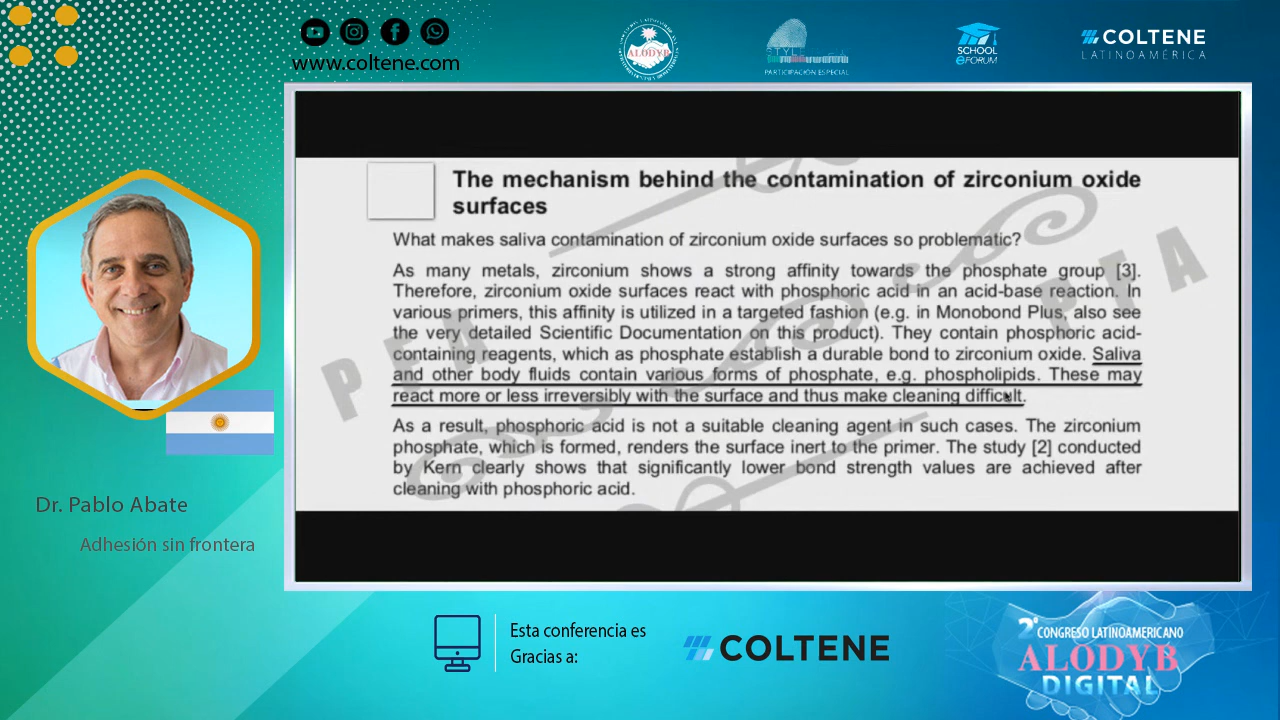 www.coltene.com
ALODYB
PARTICIPACIÓN ESPECIAL
SCHOOL
eFORUM
COLTENE
LATINOAMÉRICA
The mechanism behind the contamination of zirconium oxide
surfaces
What makes saliva contamination of zirconium oxide surfaces so problematic?
As many metals, zirconium shows a strong affinity towards the phosphate group [3].
Therefore, zirconium oxide surfaces react with phosphoric acid in an acid-base reaction. In
various primers, this affinity is utilized in a targeted fashion (e.g. in Monobond Plus, also see
the very detailed Scientific Documentation on this product). They contain phosphoric acid-
containing reagents, which as phosphate establish a durable bond to zirconium oxide. Saliva
and other body fluids contain various forms of phosphate, e.g. phospholipids. These may
react more or less irreversibly with the surface and thus make cleaning difficult.
As a result, phosphoric acid is not a suitable cleaning agent in such cases. The zirconium
phosphate, which is formed, renders the surface inert to the primer. The study [2] conducted
by Kern clearly shows that significantly lower bond strength values are achieved after
cleaning with phosphoric acid.
PFA
PFA
Dr. Pablo Abate
Adhesión sin frontera
Esta conferencia es
Gracias a:
COLTENE
2° CONGRESO LATINOAMERICANO
ALODYB
DIGITAL